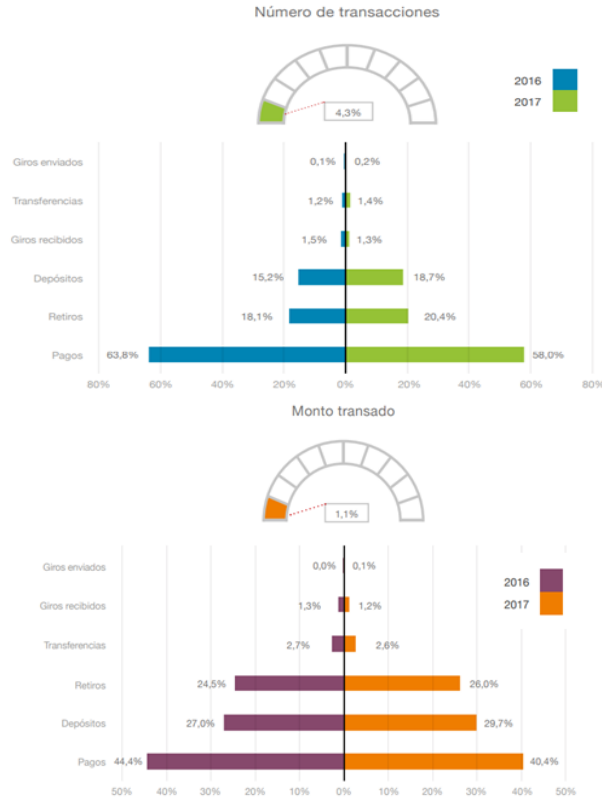 Número de transacciones
2016
2017
4,3%
Giros enviados 0,1% 0,2%
Transferencias 1,2% 1,4%
Giros recibidos 1,5% 1,3%
Depósitos 15,2% 18,7%
Retiros 18,1% 20,4%
Pagos 63,8% 58,0%
80% 60% 40% 20% 0% 20% 40% 60% 80%
Monto transado
1,1%
Giros enviados 0,0% 0,1%
2016
2017
Giros recibidos 1,3% 1,2%
Transferencias 2,7% 2,6%
Retiros 24,5% 26,0%
Depósitos 27,0% 29,7%
Pagos 44,4% 40,4%
50% 40% 30% 20% 10% 0% 10% 20% 30% 40% 50%